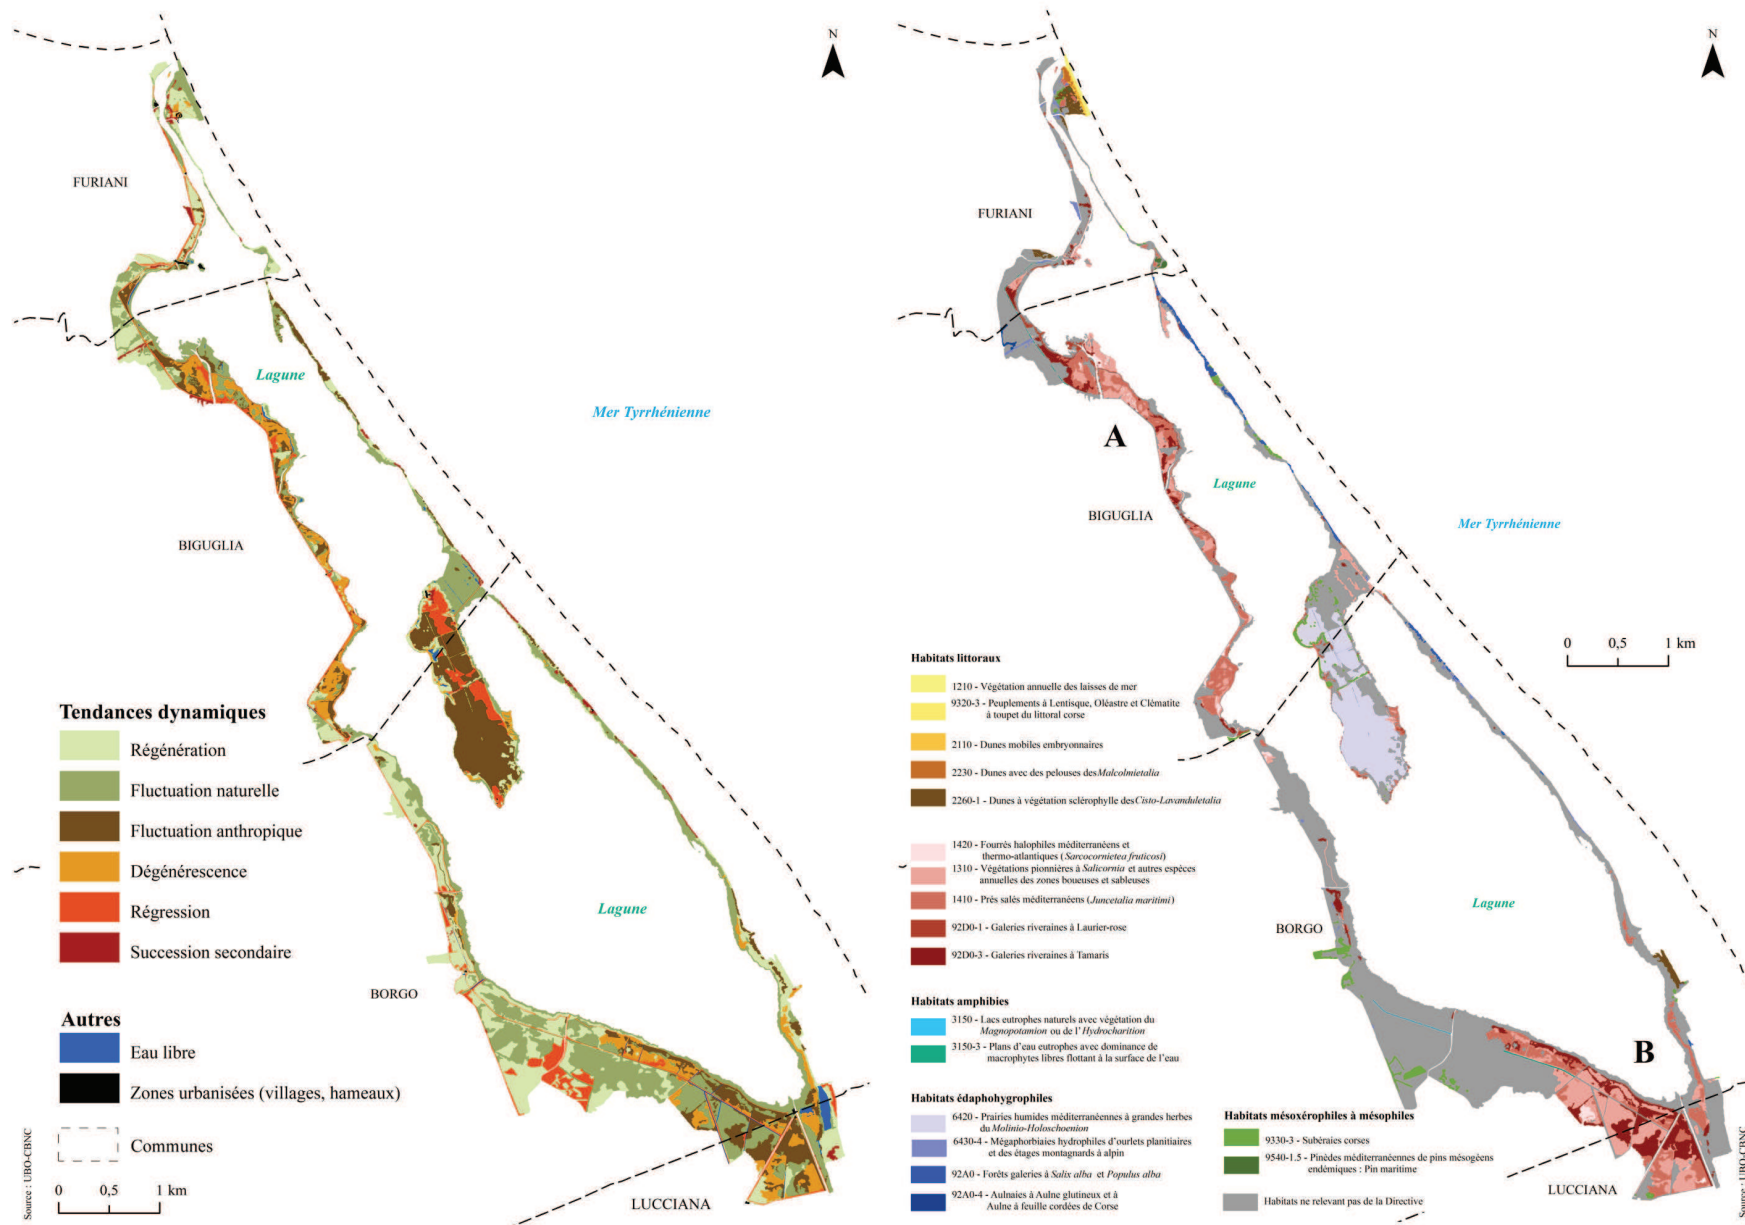 N
FURIANI
Lagune
Mer Tyrrhénienne
BIGUGLIA
Tendances dynamiques
Régénération
Fluctuation naturelle
Fluctuation anthropique
Dégénérescence
Régression
Succession secondaire
Lagune
BORGO
Autres
Eau libre
Zones urbanisées (villages, hameaux)
Communes
0 0,5 1 km
LUCCIANA
Source : UBO-CBNC
N
FURIANI
A
Lagune
BIGUGLIA
Mer Tyrrhénienne
0 0,5 1 km
Habitats littoraux
1210 - Végétation annuelle des laisses de mer
9320-3 - Peuplements à Lentisque, Oléastre et Clématite
à toupet du littoral corse
2110 - Dunes mobiles embryonnaires
2230 - Dunes avec des pelouses des Malcolmietalia
2260-1 - Dunes à végétation sclérophylle des Cisto-Lavanduletalia
1420 - Fourrés halophiles méditerranéens et
thermo-atlantiques (Sarcocornietea fruticosi)
1310 - Végétations pionnières à Salicornia et autres espèces
annuelles des zones boueuses et sableuses
1410 - Prés salés méditerranéens (Juncetalia maritimi)
92D0-1 - Galeries riveraines à Laurier-rose
92D0-3 - Galeries riveraines à Tamaris
Lagune
BORGO
B
Habitats amphibies
3150 - Lacs eutrophes naturels avec végétation du
Magnopotamion ou de l'Hydrocharition
3150-3 - Plans d'eau eutrophes avec dominance de
macrophytes libres flottant à la surface de l'eau
Habitats édaphohygrophiles
6420 - Prairies humides méditerranéennes à grandes herbes
du Molinio-Holoschoenion
6430-4 - Mégaphorbiaies hydrophiles d'ourlets planitiaires
et des étages montagnards à alpin
92A0 - Forêts galeries à Salix alba et Populus alba
92A0-4 - Aulnaies à Aulne glutineux et à
Aulne à feuille cordées de Corse
Habitats mésoxérophiles à mésophiles
9330-3 - Subéraies corses
9540-1.5 - Pinèdes méditerranéennes de pins mésogéens
endémiques : Pin maritime
Habitats ne relevant pas de la Directive
LUCCIANA
Source : UBO-CBNC